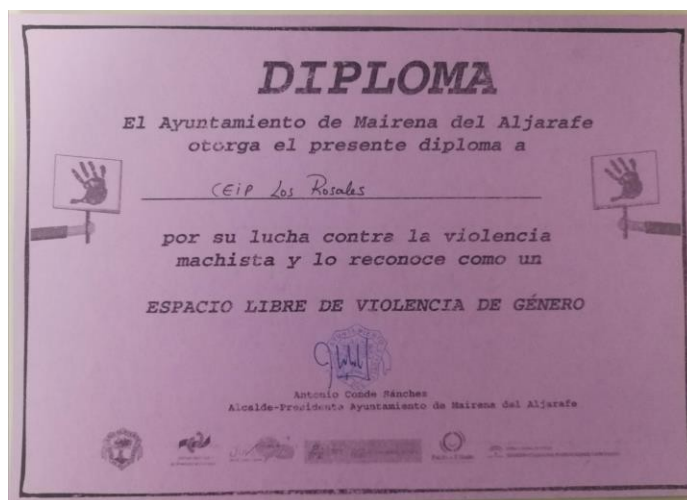 DIPLOMA
El Ayuntamiento de Mairena del Aljarafe
otorga el presente diploma a
CEiP Los Rosales
por su lucha contra la violencia
machista y lo reconoce como un
ESPACIO LIBRE DE VIOLENCIA DE GÉNERO
Antonio Conde Sánchez
Alcalde-Presidente Ayuntamiento de Mairena del Aljarafe